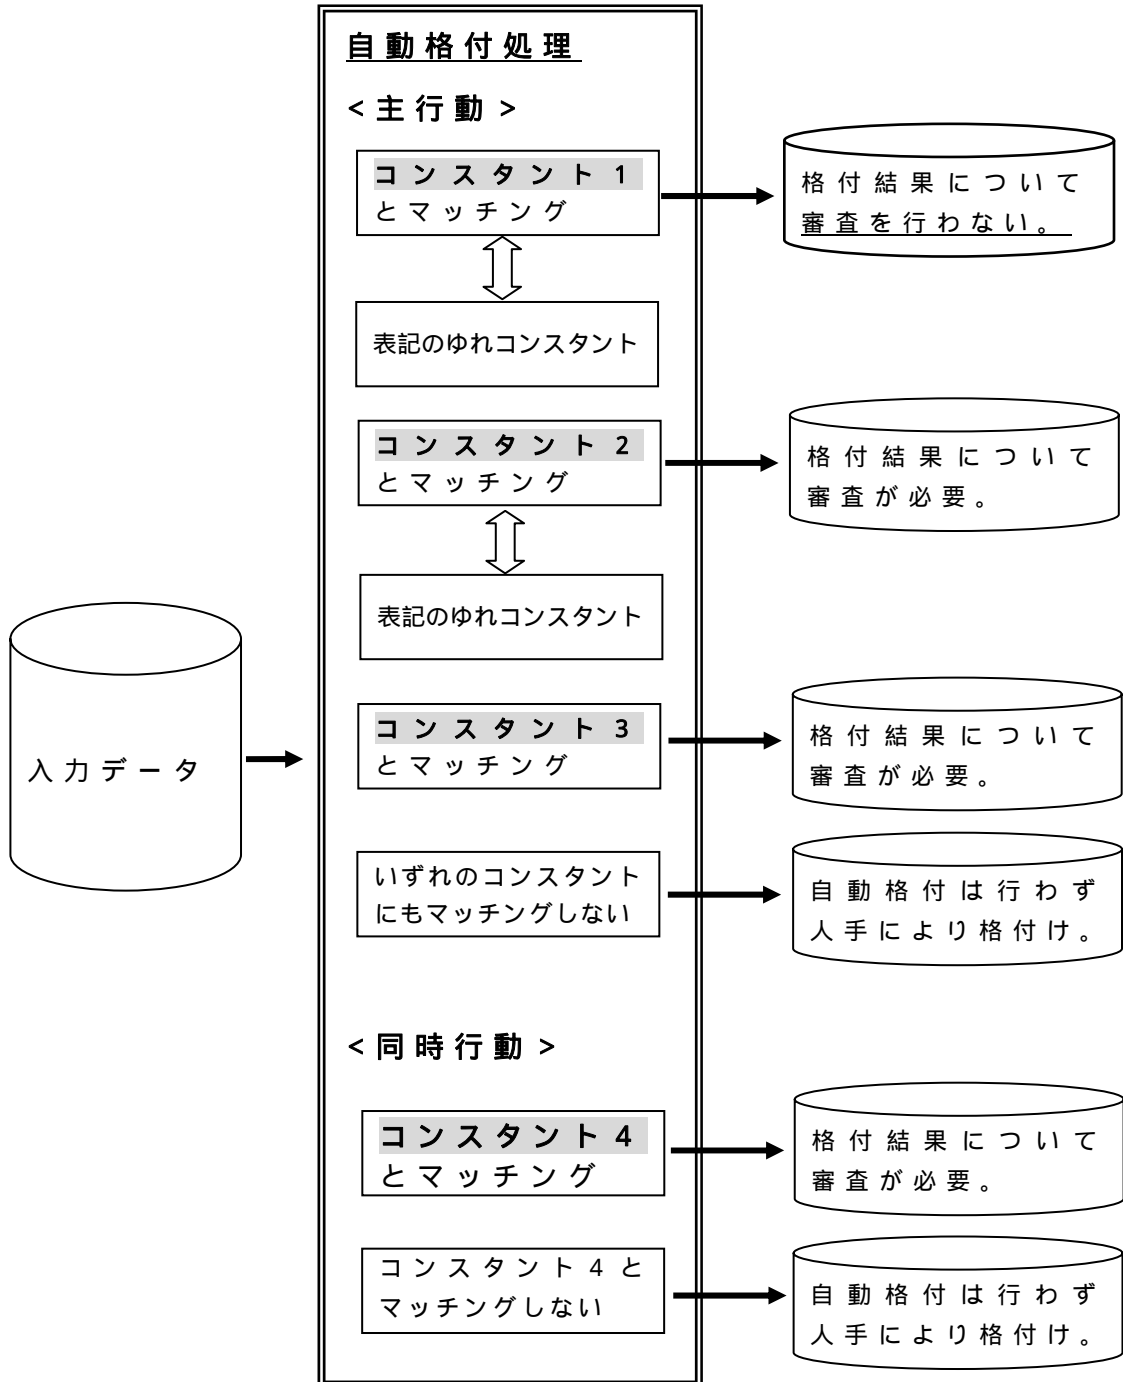 自動格付処理
<主行動>
コンスタント1
とマッチング
格付結果について
審査を行わない。
表記のゆれコンスタント
コンスタント2
とマッチング
格付結果について
審査が必要。
表記のゆれコンスタント
コンスタント3
とマッチング
格付結果について
審査が必要。
入力データ
いずれのコンスタント
にもマッチングしない
自動格付は行わず
人手により格付け。
<同時行動>
コンスタント4
とマッチング
格付結果について
審査が必要。
コンスタント4と
マッチングしない
自動格付は行わず
人手により格付け。